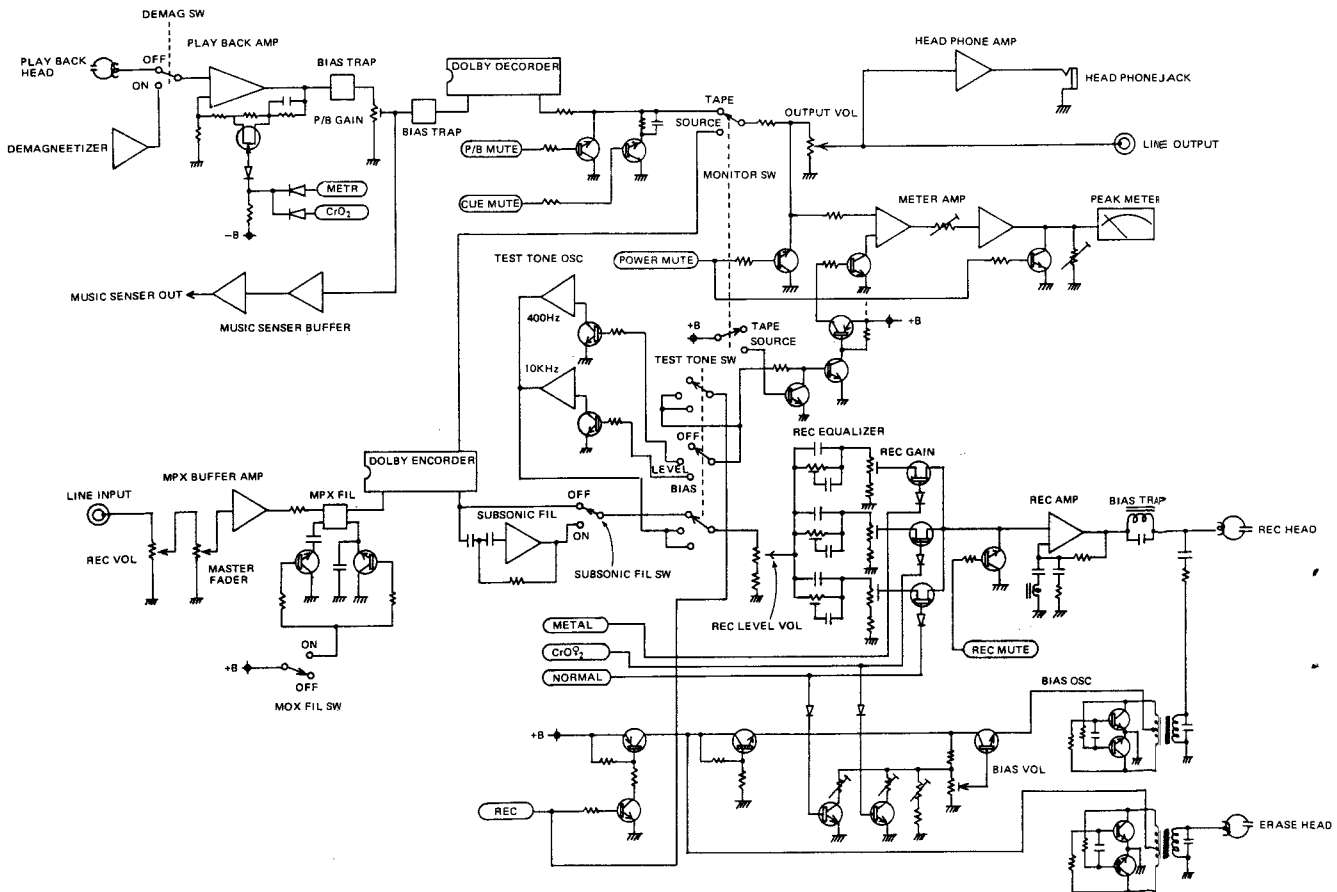 DEMAG SW
PLAY BACK AMP
PLAY BACK
HEAD
OFF
ON
BIAS TRAP
DOLBY DECORDER
HEAD PHONE AMP
HEAD PHONE JACK
P/B GAIN
BIAS TRAP
TAPE
SOURCE
OUTPUT VOL
DEMAGNEETIZER
P/B MUTE
MONITOR SW
LINE OUTPUT
METR
CrO2
CUE MUTE
METER AMP
PEAK METER
-B
TEST TONE OSC
POWER MUTE
MUSIC SENSER OUT
MUSIC SENSER BUFFER
400Hz
+B
TAPE
SOURCE
+B
TEST TONE SW
10KHz
OFF
LEVEL
BIAS
REC EQUALIZER
REC GAIN
DOLBY ENCORDER
MPX BUFFER AMP
LINE INPUT
MPX FIL
OFF
ON
SUBSONIC FIL
REC AMP
BIAS TRAP
REC HEAD
REC VOL
MASTER
FADER
SUBSONIC FIL SW
REC LEVEL VOL
METAL
CrO2
NORMAL
REC MUTE
ON
+B
OFF
MOX FIL SW
BIAS OSC
+B
BIAS VOL
REC
ERASE HEAD